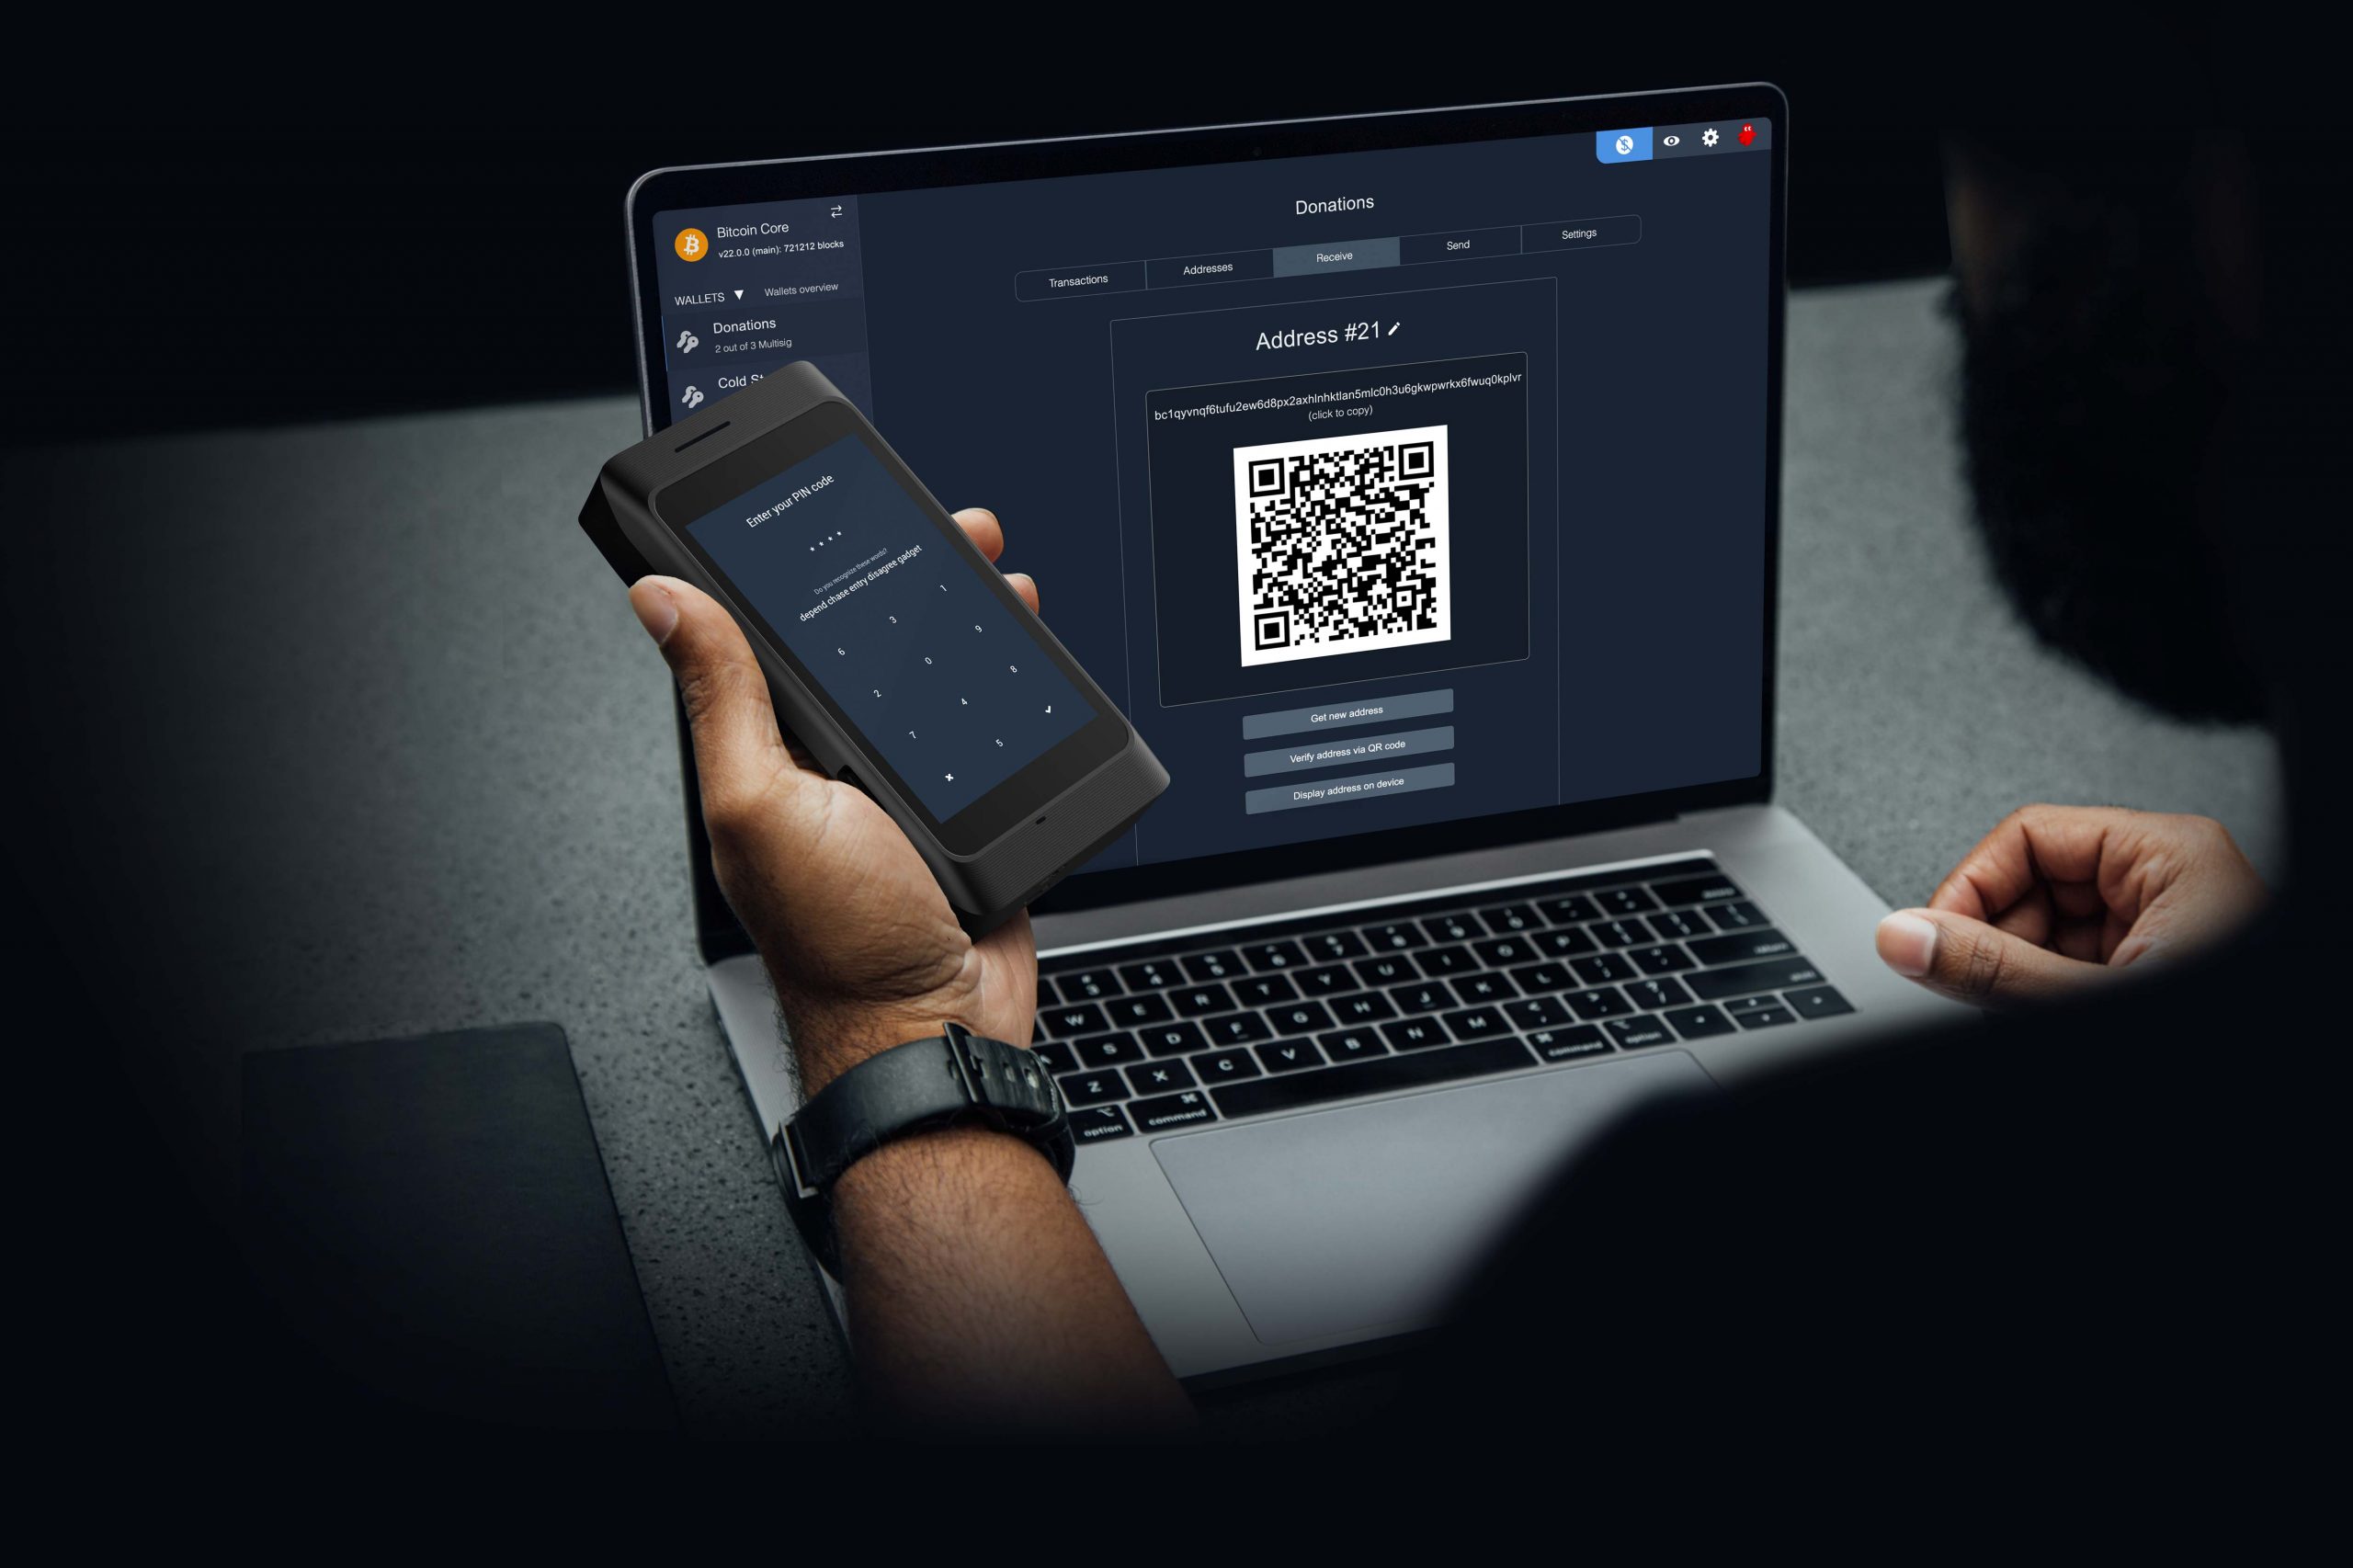 Bitcoin Core
v22.0.0 (main): 721212 blocks
WALLETS ▼ Wallets overview
Donations
2 out of 3 Multisig
Cold
Donations
Transactions Addresses Receive Send Settings
Address #21
bc1qyvnqf6tufu2ew6d8px2axhlnhktlan5mlc0h3u6gkwpwrkx6fwuq0kplvr
(click to copy)
Get new address
Verify address via QR code
Display address on device
Enter your PIN code
* * * *
Do you recognize these words?
depend chase entry disagree gadget
6 3 1
2 0 9
7 4 8
5
W E R T Y U I O P
S D F G H J K L
Z X C V B N M
option command command option